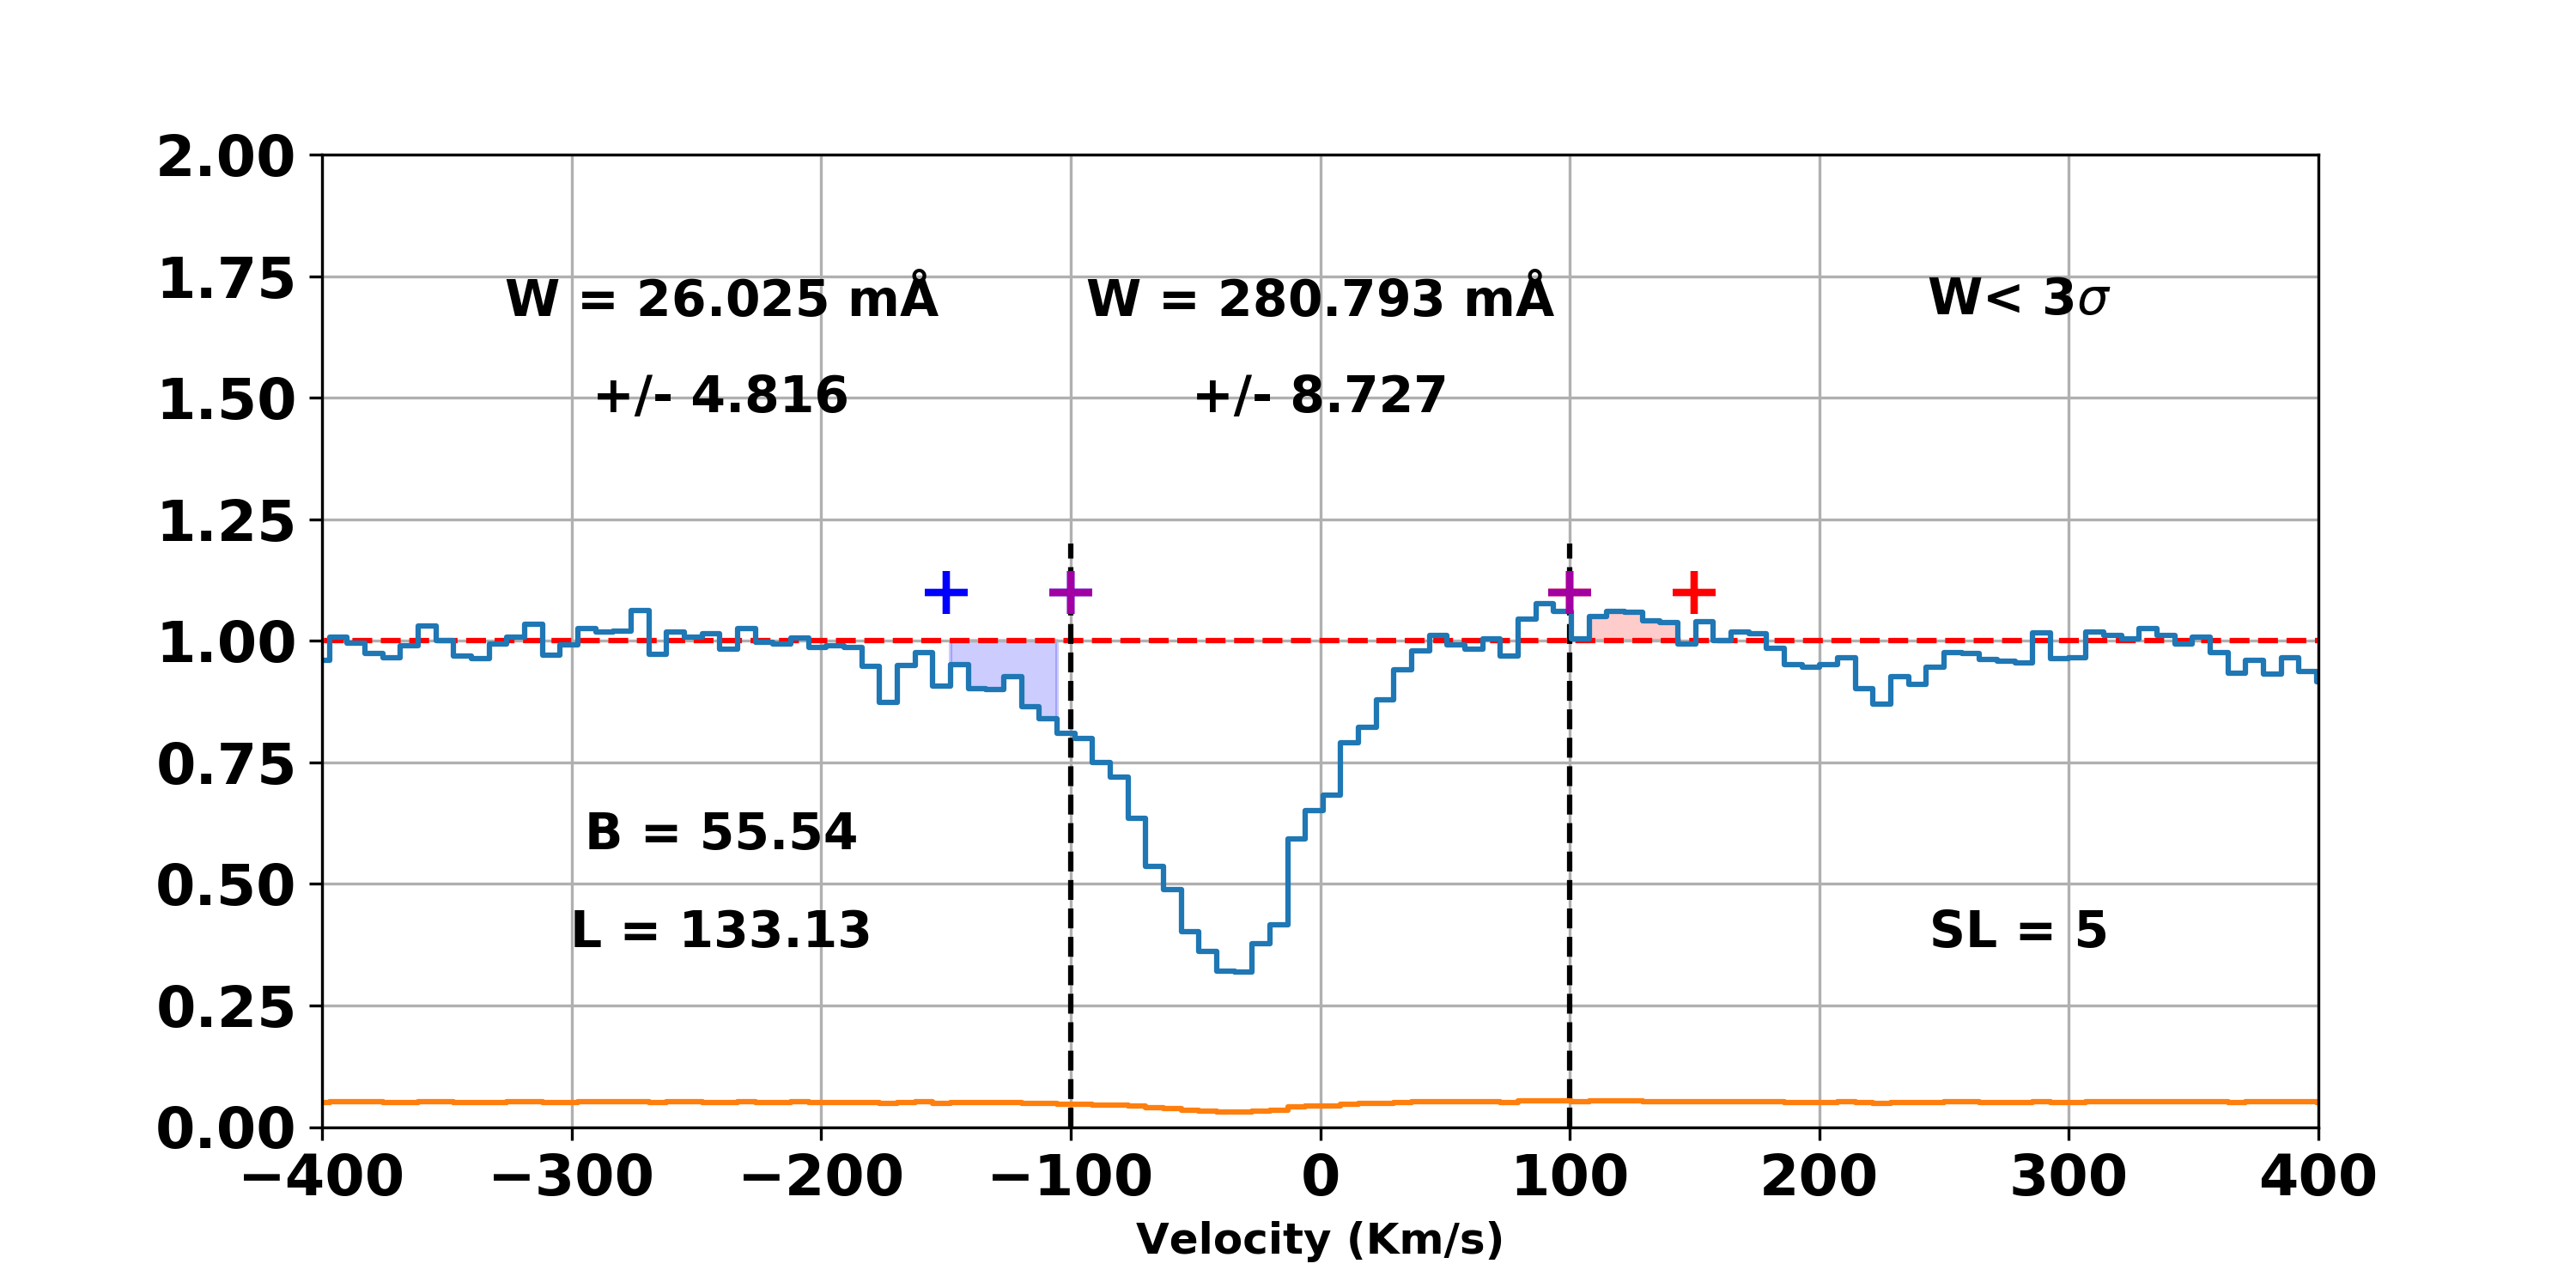 2.00
1.75
1.50
1.25
1.00
0.75
0.50
0.25
0.00
W = 26.025 mÅ
+/- 4.816
W = 280.793 mÅ
+/- 8.727
W< 3σ
B = 55.54
L = 133.13
SL = 5
−400 −300 −200 −100 0 100 200 300 400
Velocity (Km/s)